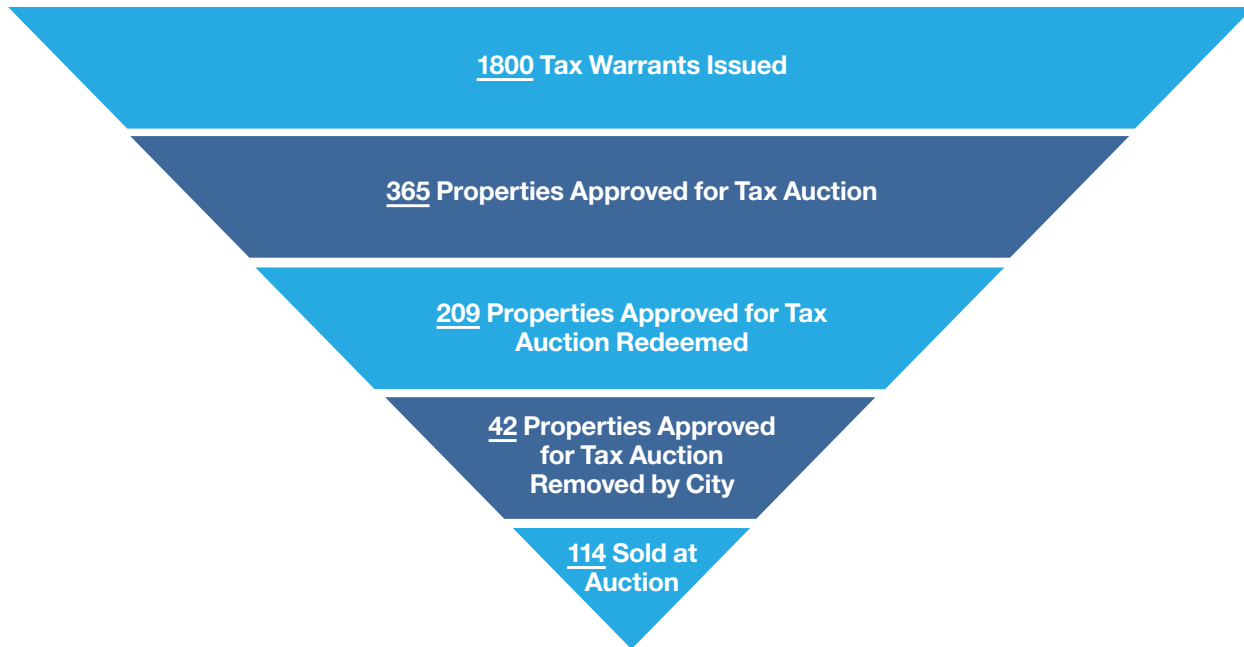 1800 Tax Warrants Issued
365 Properties Approved for Tax Auction
209 Properties Approved for Tax
Auction Redeemed
42 Properties Approved
for Tax Auction
Removed by City
114 Sold at
Auction